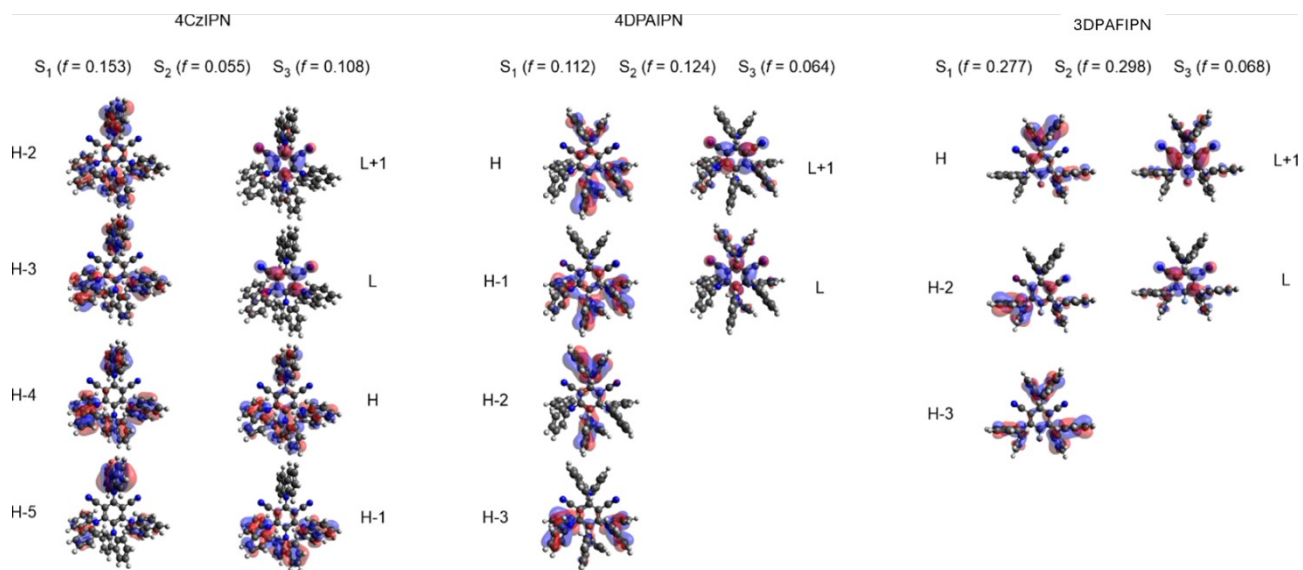 4CzIPN 4DPAIPN 3DPAFIPN
S₁ (f = 0.153) S₂ (f = 0.055) S₃ (f = 0.108) S₁ (f = 0.112) S₂ (f = 0.124) S₃ (f = 0.064) S₁ (f = 0.277) S₂ (f = 0.298) S₃ (f = 0.068)
H-2 L+1 H L+1 H L+1
H-3 L H-1 L H-2 L
H-4 H H-2 H-3
H-5 H-1 H-3